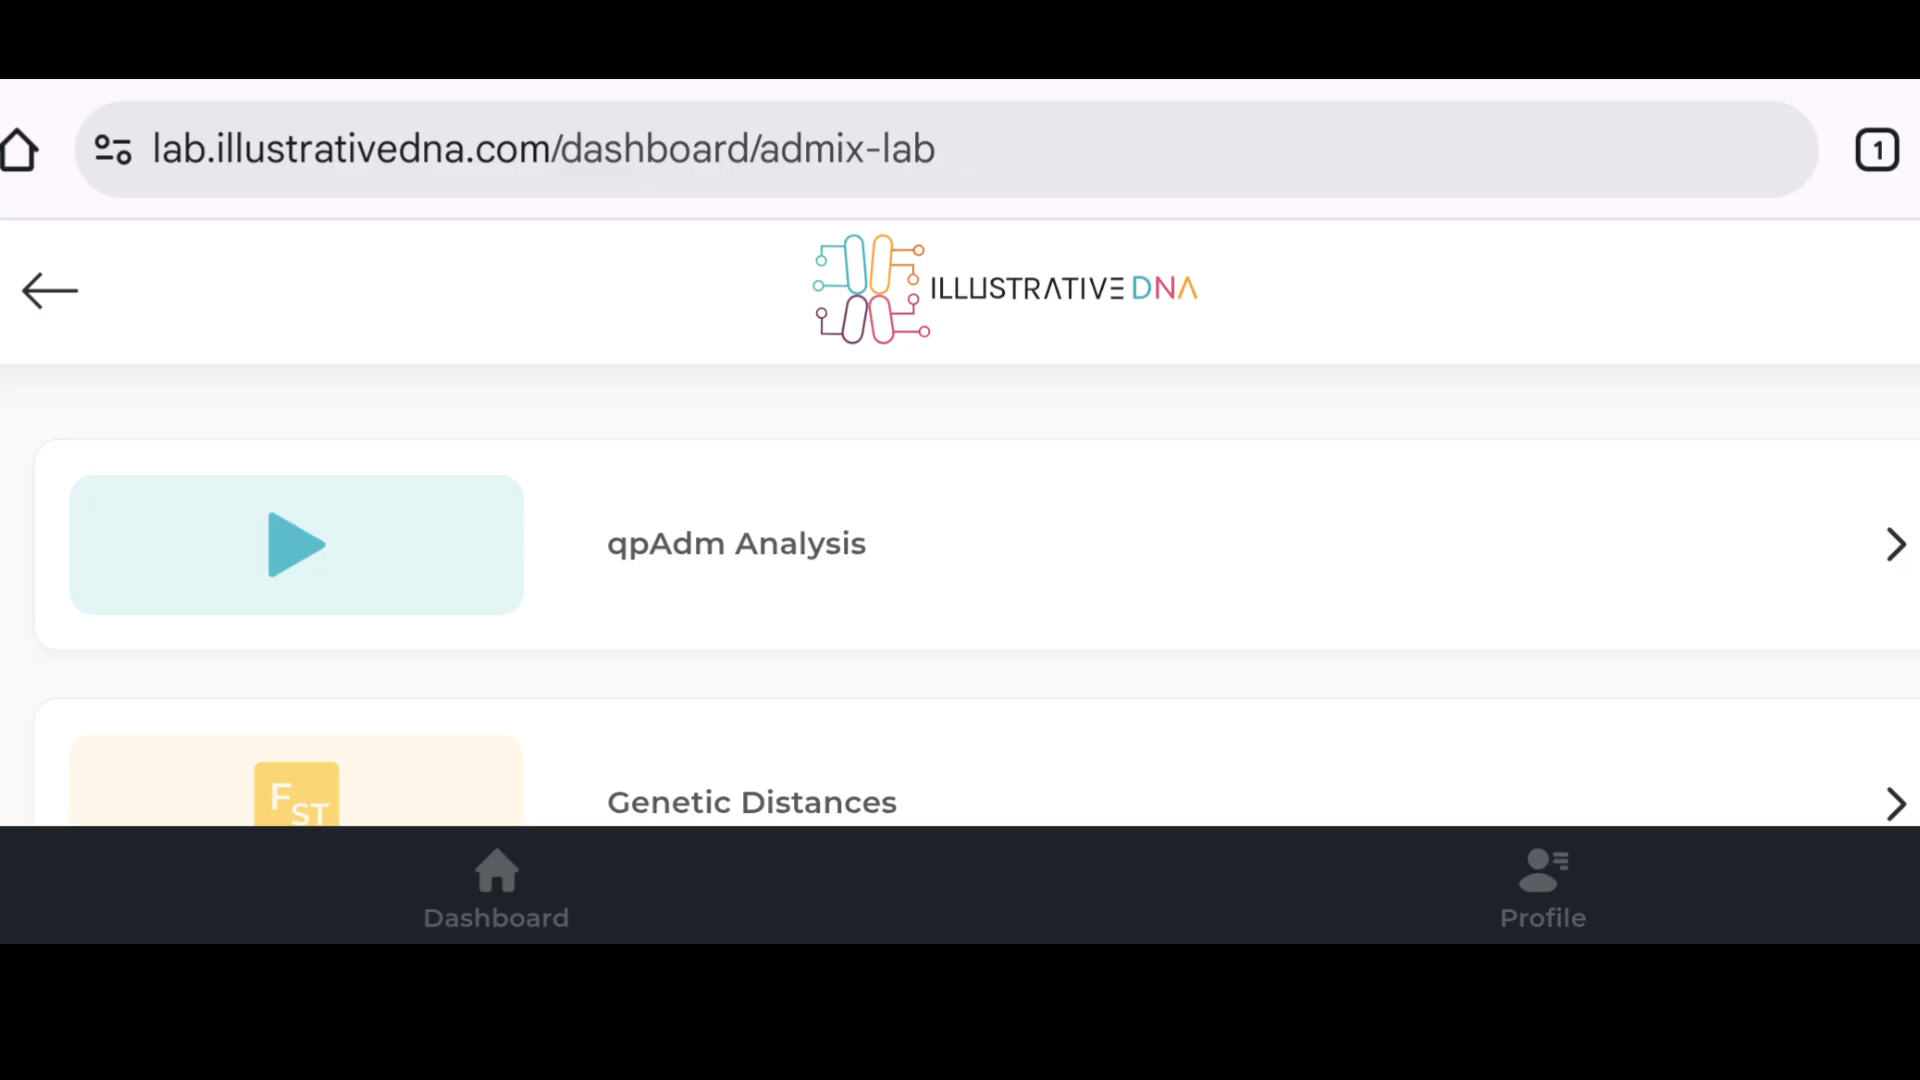 lab.illustrativedna.com/dashboard/admix-lab
1
ILLUSTRATIVE DNA
qpAdm Analysis
FST
Genetic Distances
Dashboard
Profile